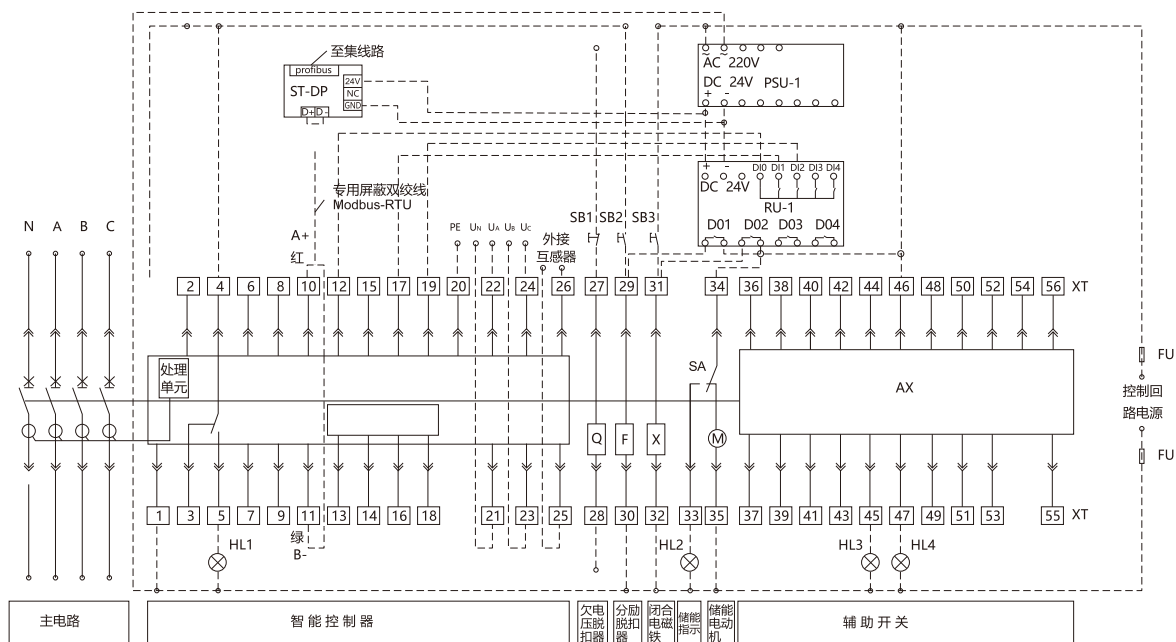 至集线路
profibus
ST-DP
24V
NC
GND
D+ D-
~ ~
AC 220V
DC 24V PSU-1
+ -
专用屏蔽双绞线
Modbus-RTU
+ - DI0 DI1 DI2 DI3 DI4
DC 24V
RU-1
D01 D02 D03 D04
N A B C
A+
红
PE UN UA UB UC
外接
互感器
SB1 SB2 SB3
2 4 6 8 10 12 15 17 19 20 22 24 26 27 29 31 34 36 38 40 42 44 46 48 50 52 54 56 XT
处理
单元
SA
AX
FU
控制回
路电源
FU
Q F X M
1 3 5 7 9 11 13 14 16 18 21 23 25 28 30 32 33 35 37 39 41 43 45 47 49 51 53 55 XT
HL1
绿
B-
HL2
HL3
HL4
主电路
智能控制器
欠电
压脱
扣器
分励
脱扣
器
闭合
电磁
铁
储能
指示
储能
电动
机
辅助开关